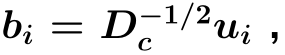 $b_i = D_c^{-1/2} u_i$ ,